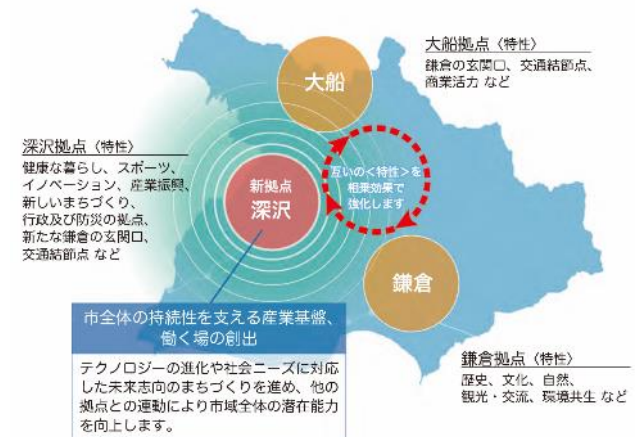 大船拠点〈特性〉
鎌倉の玄関口、交通結節点、
商業活力 など
大船
深沢拠点〈特性〉
健康な暮らし、スポーツ、
イノベーション、産業振興、
新しいまちづくり、
行政及び防災の拠点、
新たな鎌倉の玄関口、
交通結節点 など
新拠点
深沢
互いの<特性>を
相乗効果で
強化します
鎌倉
市全体の持続性を支える産業基盤、
働く場の創出
テクノロジーの進化や社会ニーズに対応
した未来志向のまちづくりを進め、他の
拠点との連動により市域全体の潜在能力
を向上します。
鎌倉拠点〈特性〉
歴史、文化、自然、
観光・交流、環境共生 など